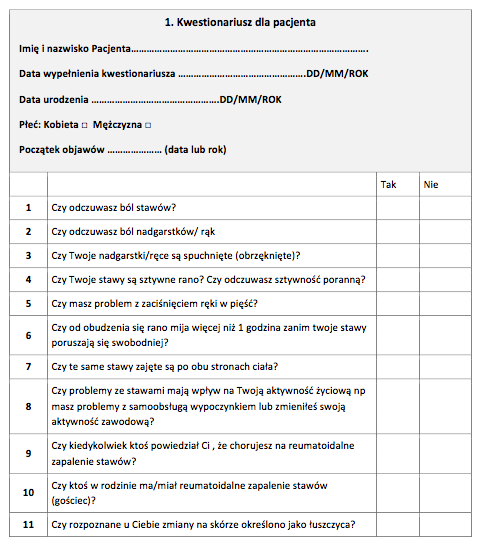 1. Kwestionariusz dla pacjenta
Imię i nazwisko Pacjenta…………………………………………………………………….
Data wypełnienia kwestionariusza …………………………………….DD/MM/ROK
Data urodzenia …………………………………….DD/MM/ROK
Płeć: Kobieta □ Mężczyzna □
Początek objawów ………………… (data lub rok)
Tak Nie
1 Czy odczuwasz ból stawów?
2 Czy odczuwasz ból nadgarstków/ rąk
3 Czy Twoje nadgarstki/ręce są spuchnięte (obrzęknięte)?
4 Czy Twoje stawy są sztywne rano? Czy odczuwasz sztywność poranną?
5 Czy masz problem z zaciśnięciem ręki w pięść?
6 Czy od obudzenia się rano mija więcej niż 1 godzina zanim twoje stawy
poruszają się swobodniej?
7 Czy te same stawy zajęte są po obu stronach ciała?
8 Czy problemy ze stawami mają wpływ na Twoją aktywność życiową np
masz problemy z samoobsługą wypoczynkiem lub zmieniłeś swoją
aktywność zawodową?
9 Czy kiedykolwiek ktoś powiedział Ci , że chorujesz na reumatoidalne
zapalenie stawów?
10 Czy ktoś w rodzinie ma/miał reumatoidalne zapalenie stawów
(gościec)?
11 Czy rozpoznane u Ciebie zmiany na skórze określono jako łuszczyca?